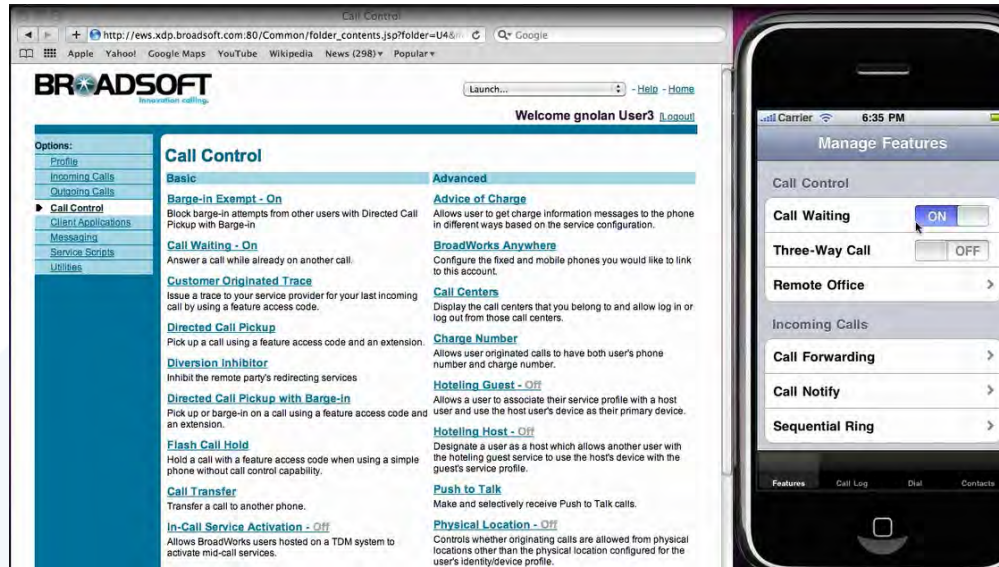 Call Control
http://ews.xdp.broadsoft.com:80/Common/folder_contents.jsp?folder=U4&
Google
Apple Yahoo! Google Maps YouTube Wikipedia News (298) Popular
BROADSOFT
Innovation calling.
Launch...
- Help - Home
Welcome gnolan User3 [Logout]
Options:
Profile
Incoming Calls
Outgoing Calls
Call Control
Client Applications
Messaging
Service Scripts
Utilities
Call Control
Basic
Barge-in Exempt - On
Block barge-in attempts from other users with Directed Call
Pickup with Barge-in
Call Waiting - On
Answer a call while already on another call.
Customer Originated Trace
Issue a trace to your service provider for your last incoming
call by using a feature access code.
Directed Call Pickup
Pick up a call using a feature access code and an extension.
Diversion Inhibitor
Inhibit the remote party's redirecting services
Directed Call Pickup with Barge-in
Pick up or barge-in on a call using a feature access code and
an extension.
Flash Call Hold
Hold a call with a feature access code when using a simple
phone without call control capability.
Call Transfer
Transfer a call to another phone.
In-Call Service Activation - Off
Allows BroadWorks users hosted on a TDM system to
activate mid-call services.
Advanced
Advice of Charge
Allows user to get charge information messages to the phone
in different ways based on the service configuration.
BroadWorks Anywhere
Configure the fixed and mobile phones you would like to link
to this account.
Call Centers
Display the call centers that you belong to and allow log in or
log out from those call centers.
Charge Number
Allows user originated calls to have both user's phone
number and charge number.
Hoteling Guest - Off
Allows a user to associate their service profile with a host
user and use the host user's device as their primary device.
Hoteling Host - Off
Designate a user as a host which allows another user with
the hoteling guest service to use the host's device with the
guest's service profile.
Push to Talk
Make and selectively receive Push to Talk calls.
Physical Location - Off
Controls whether originating calls are allowed from physical
locations other than the physical location configured for the
user's identity/device profile.
Carrier 6:35 PM
Manage Features
Call Control
Call Waiting ON
Three-Way Call OFF
Remote Office
Incoming Calls
Call Forwarding
Call Notify
Sequential Ring
Features Call Log Dial Contacts